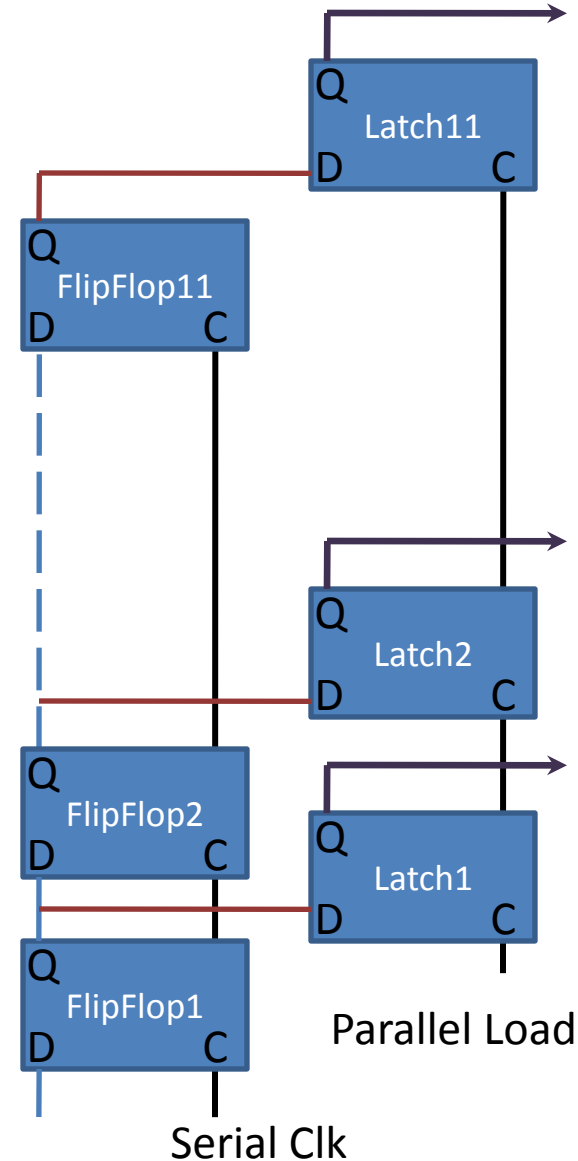 Q
Latch11
D C
Q
FlipFlop11
D C
Q
Latch2
D C
Q
FlipFlop2
D C
Q
Latch1
D C
Q
FlipFlop1
D C
Parallel Load
Serial Clk